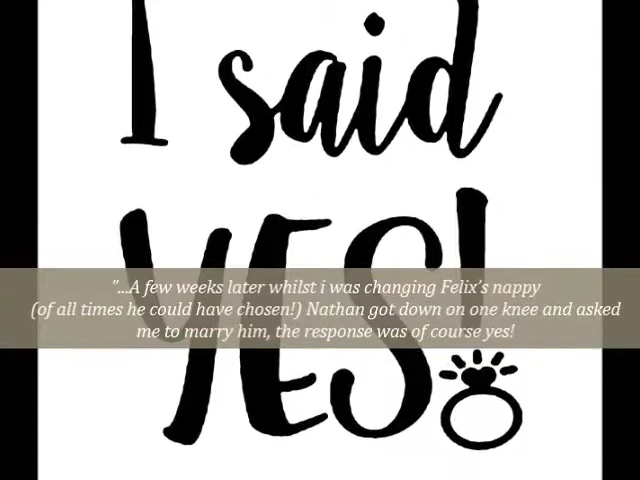 I said
YES!
"...A few weeks later whilst i was changing Felix's nappy
(of all times he could have chosen!) Nathan got down on one knee and asked
me to marry him, the response was of course yes!